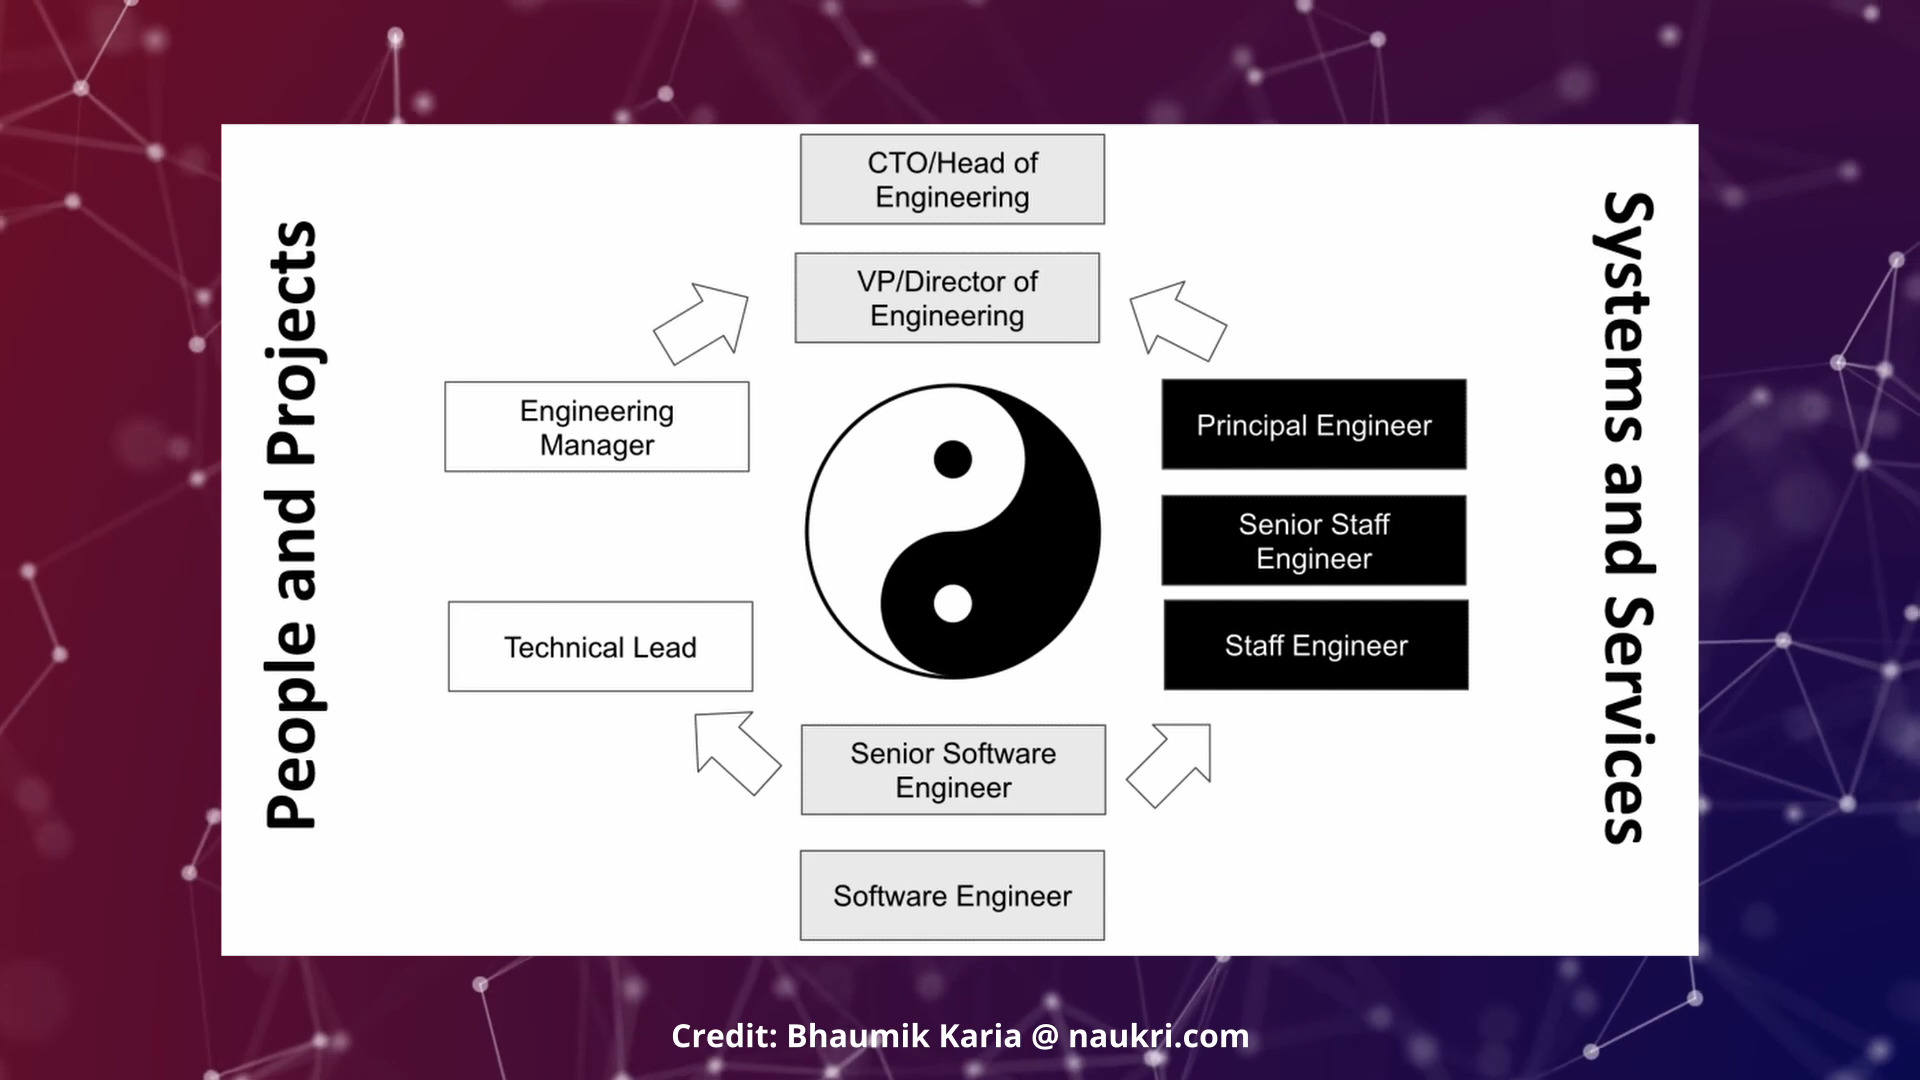 CTO/Head of
Engineering
VP/Director of
Engineering
People and Projects
Systems and Services
Engineering
Manager
Principal Engineer
Senior Staff
Engineer
Technical Lead
Staff Engineer
Senior Software
Engineer
Software Engineer
Credit: Bhaumik Karia @ naukri.com